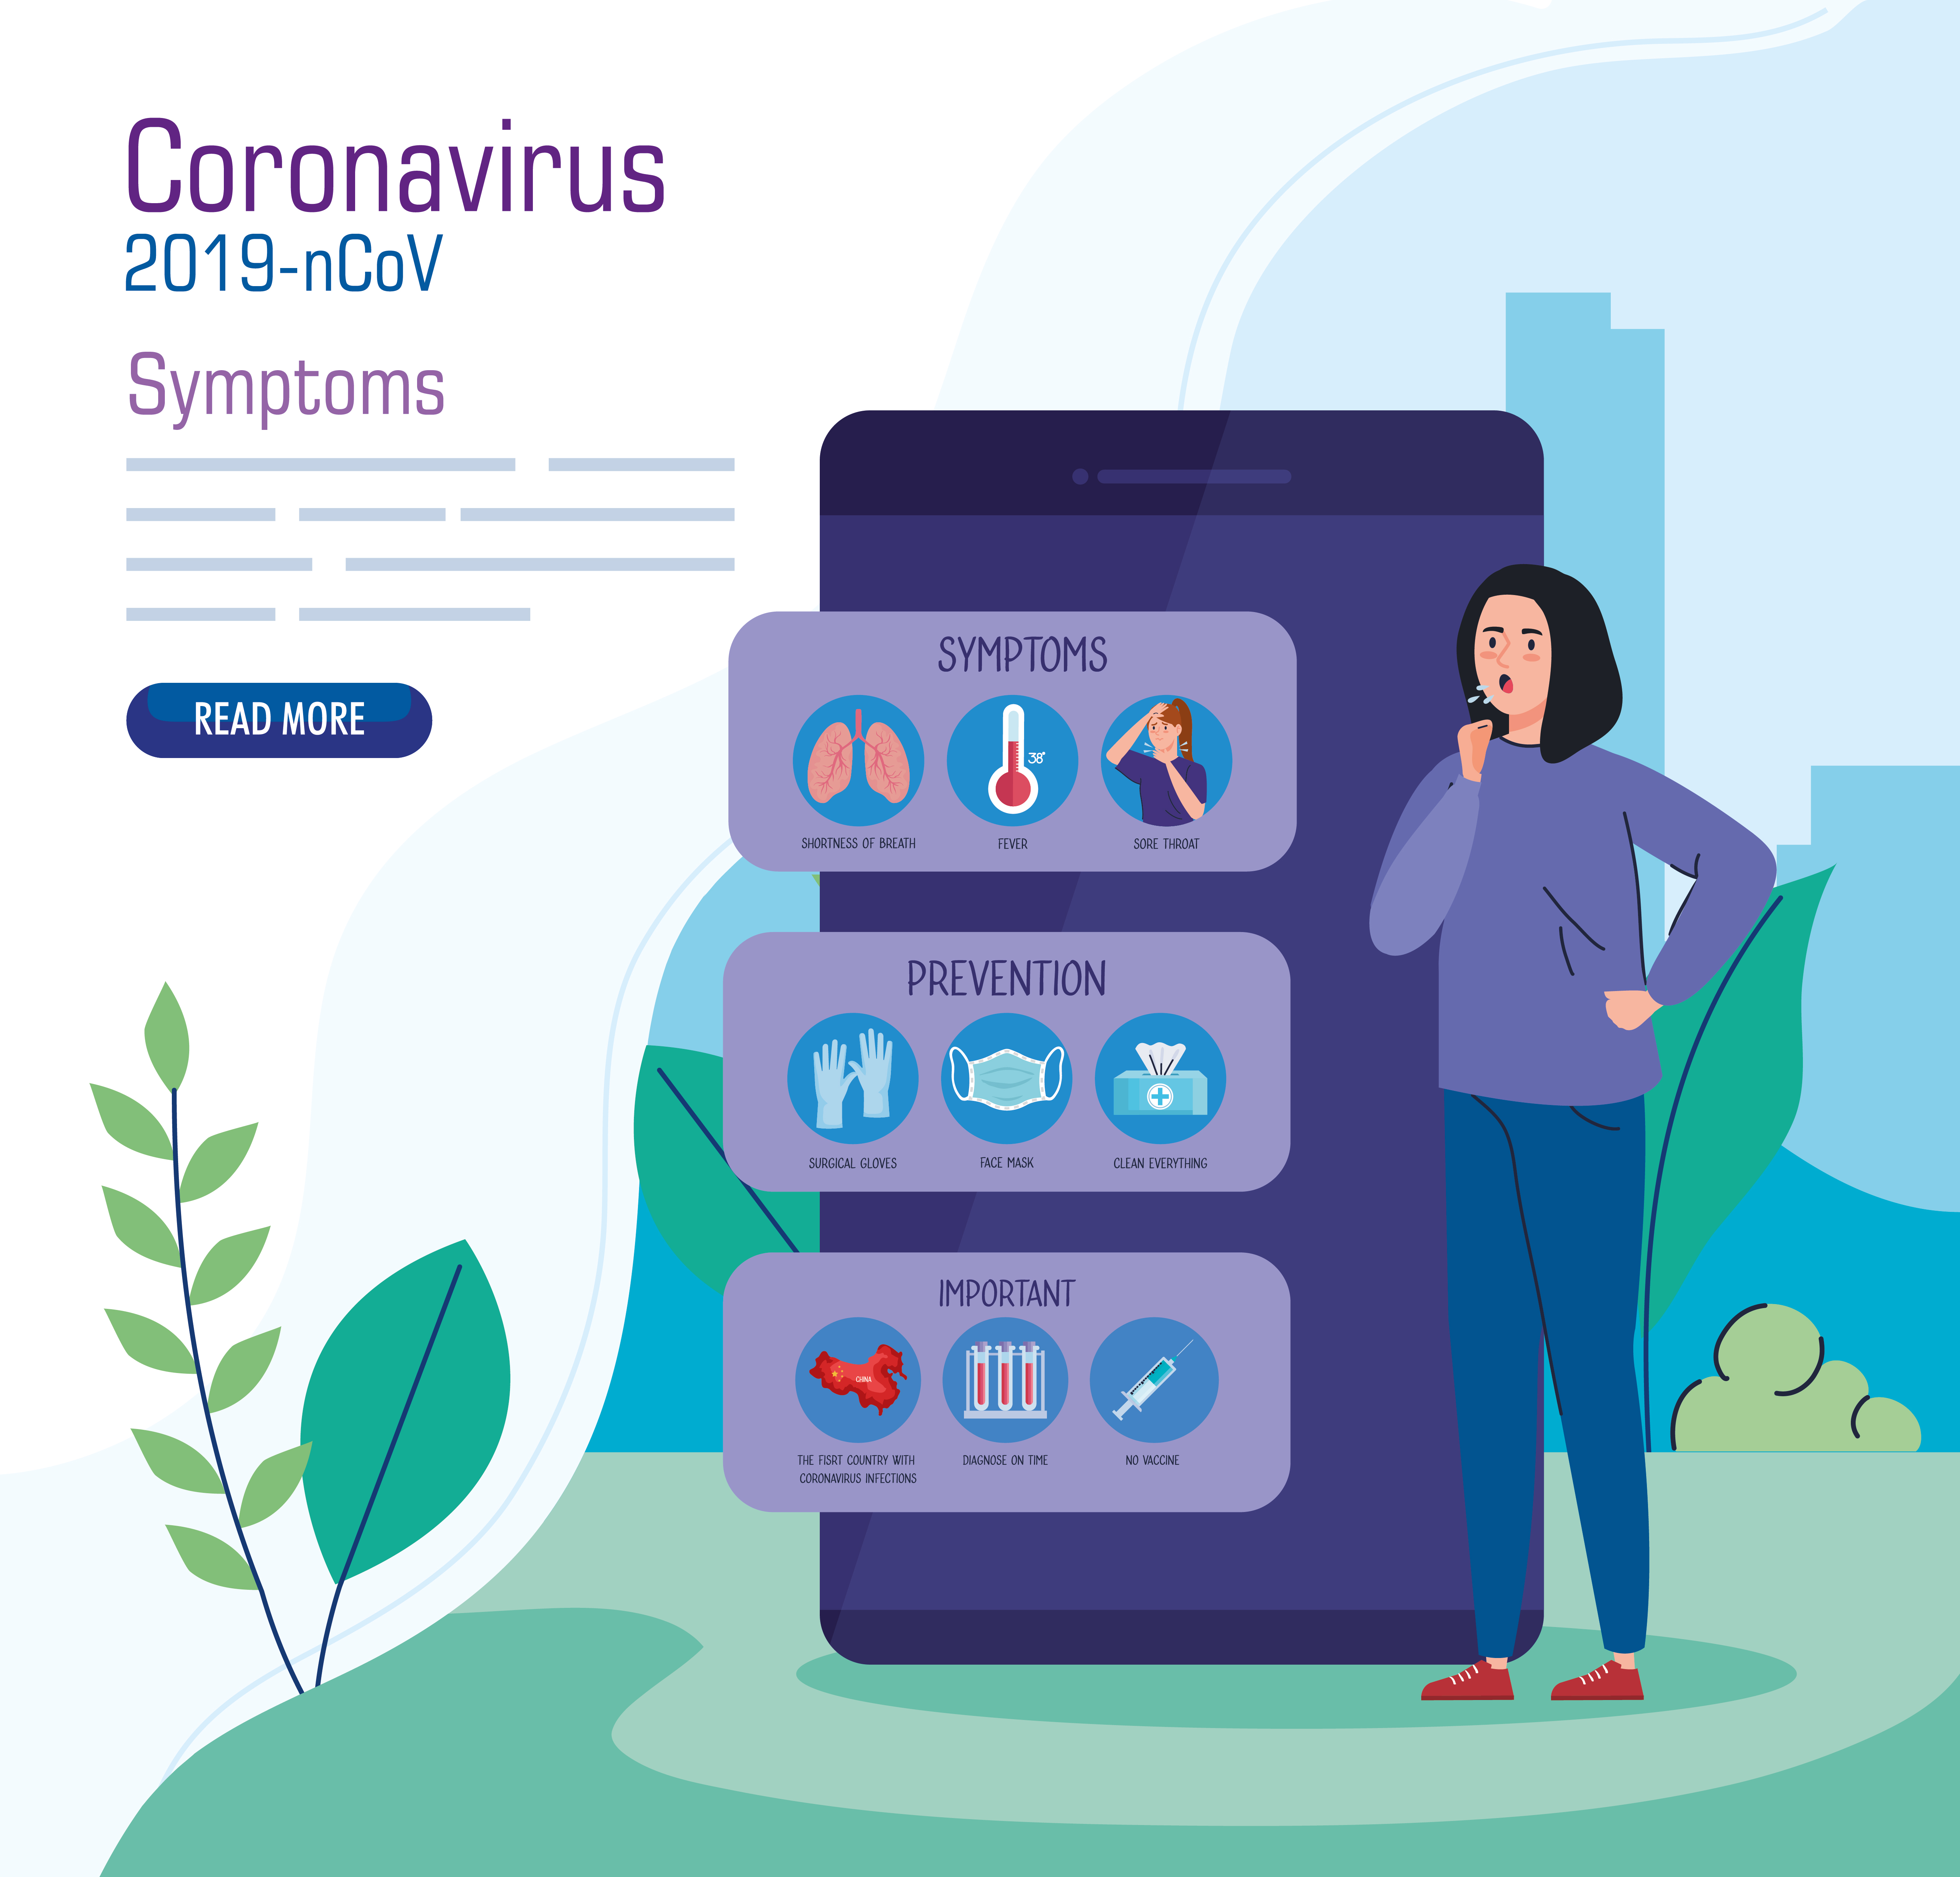 Coronavirus
2019-nCoV
Symptoms
READ MORE
SYMPTOMS
38°
SHORTNESS OF BREATH
FEVER
SORE THROAT
PREVENTION
SURGICAL GLOVES
FACE MASK
CLEAN EVERYTHING
IMPORTANT
CHINA
THE FISRT COUNTRY WITH
CORONAVIRUS INFECTIONS
DIAGNOSE ON TIME
NO VACCINE